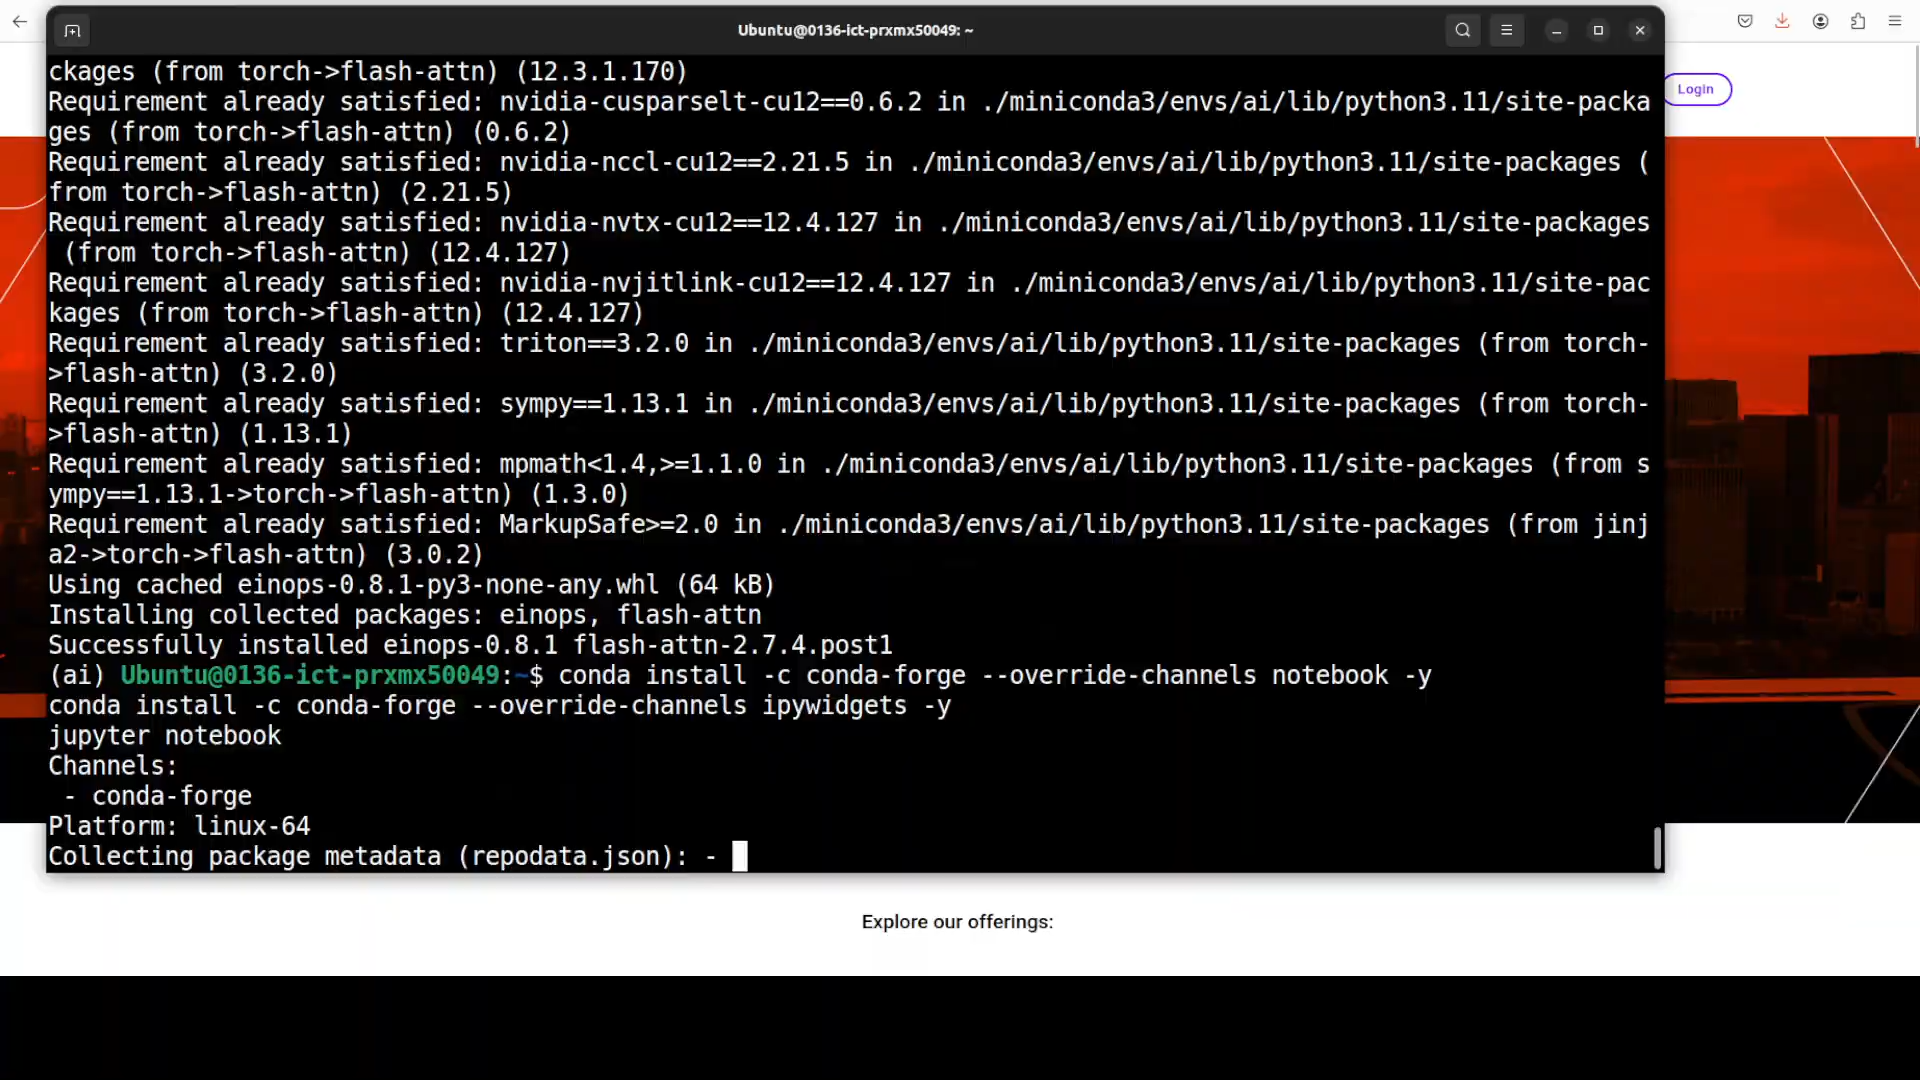 Ubuntu@0136-ict-prxmx50049: ~
Login
ckages (from torch->flash-attn) (12.3.1.170)
Requirement already satisfied: nvidia-cusparselt-cu12==0.6.2 in ./miniconda3/envs/ai/lib/python3.11/site-packa
ges (from torch->flash-attn) (0.6.2)
Requirement already satisfied: nvidia-nccl-cu12==2.21.5 in ./miniconda3/envs/ai/lib/python3.11/site-packages (
from torch->flash-attn) (2.21.5)
Requirement already satisfied: nvidia-nvtx-cu12==12.4.127 in ./miniconda3/envs/ai/lib/python3.11/site-packages
 (from torch->flash-attn) (12.4.127)
Requirement already satisfied: nvidia-nvjitlink-cu12==12.4.127 in ./miniconda3/envs/ai/lib/python3.11/site-pac
kages (from torch->flash-attn) (12.4.127)
Requirement already satisfied: triton==3.2.0 in ./miniconda3/envs/ai/lib/python3.11/site-packages (from torch-
>flash-attn) (3.2.0)
Requirement already satisfied: sympy==1.13.1 in ./miniconda3/envs/ai/lib/python3.11/site-packages (from torch-
>flash-attn) (1.13.1)
Requirement already satisfied: mpmath<1.4,>=1.1.0 in ./miniconda3/envs/ai/lib/python3.11/site-packages (from s
ympy==1.13.1->torch->flash-attn) (1.3.0)
Requirement already satisfied: MarkupSafe>=2.0 in ./miniconda3/envs/ai/lib/python3.11/site-packages (from jinj
a2->torch->flash-attn) (3.0.2)
Using cached einops-0.8.1-py3-none-any.whl (64 kB)
Installing collected packages: einops, flash-attn
Successfully installed einops-0.8.1 flash-attn-2.7.4.post1
(ai) Ubuntu@0136-ict-prxmx50049:~$ conda install -c conda-forge --override-channels notebook -y
conda install -c conda-forge --override-channels ipywidgets -y
jupyter notebook
Channels:
 - conda-forge
Platform: linux-64
Collecting package metadata (repodata.json): -
Explore our offerings: